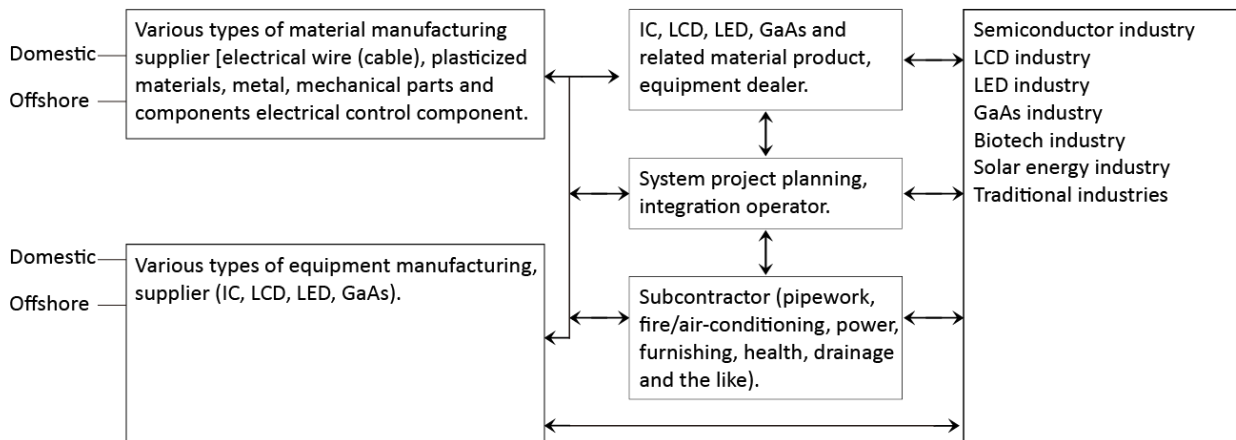 Domestic
Offshore
Various types of material manufacturing
supplier [electrical wire (cable), plasticized
materials, metal, mechanical parts and
components electrical control component.
IC, LCD, LED, GaAs and
related material product,
equipment dealer.
Semiconductor industry
LCD industry
LED industry
GaAs industry
Biotech industry
Solar energy industry
Traditional industries
System project planning,
integration operator.
Domestic
Offshore
Various types of equipment manufacturing,
supplier (IC, LCD, LED, GaAs).
Subcontractor (pipework,
fire/air-conditioning, power,
furnishing, health, drainage
and the like).